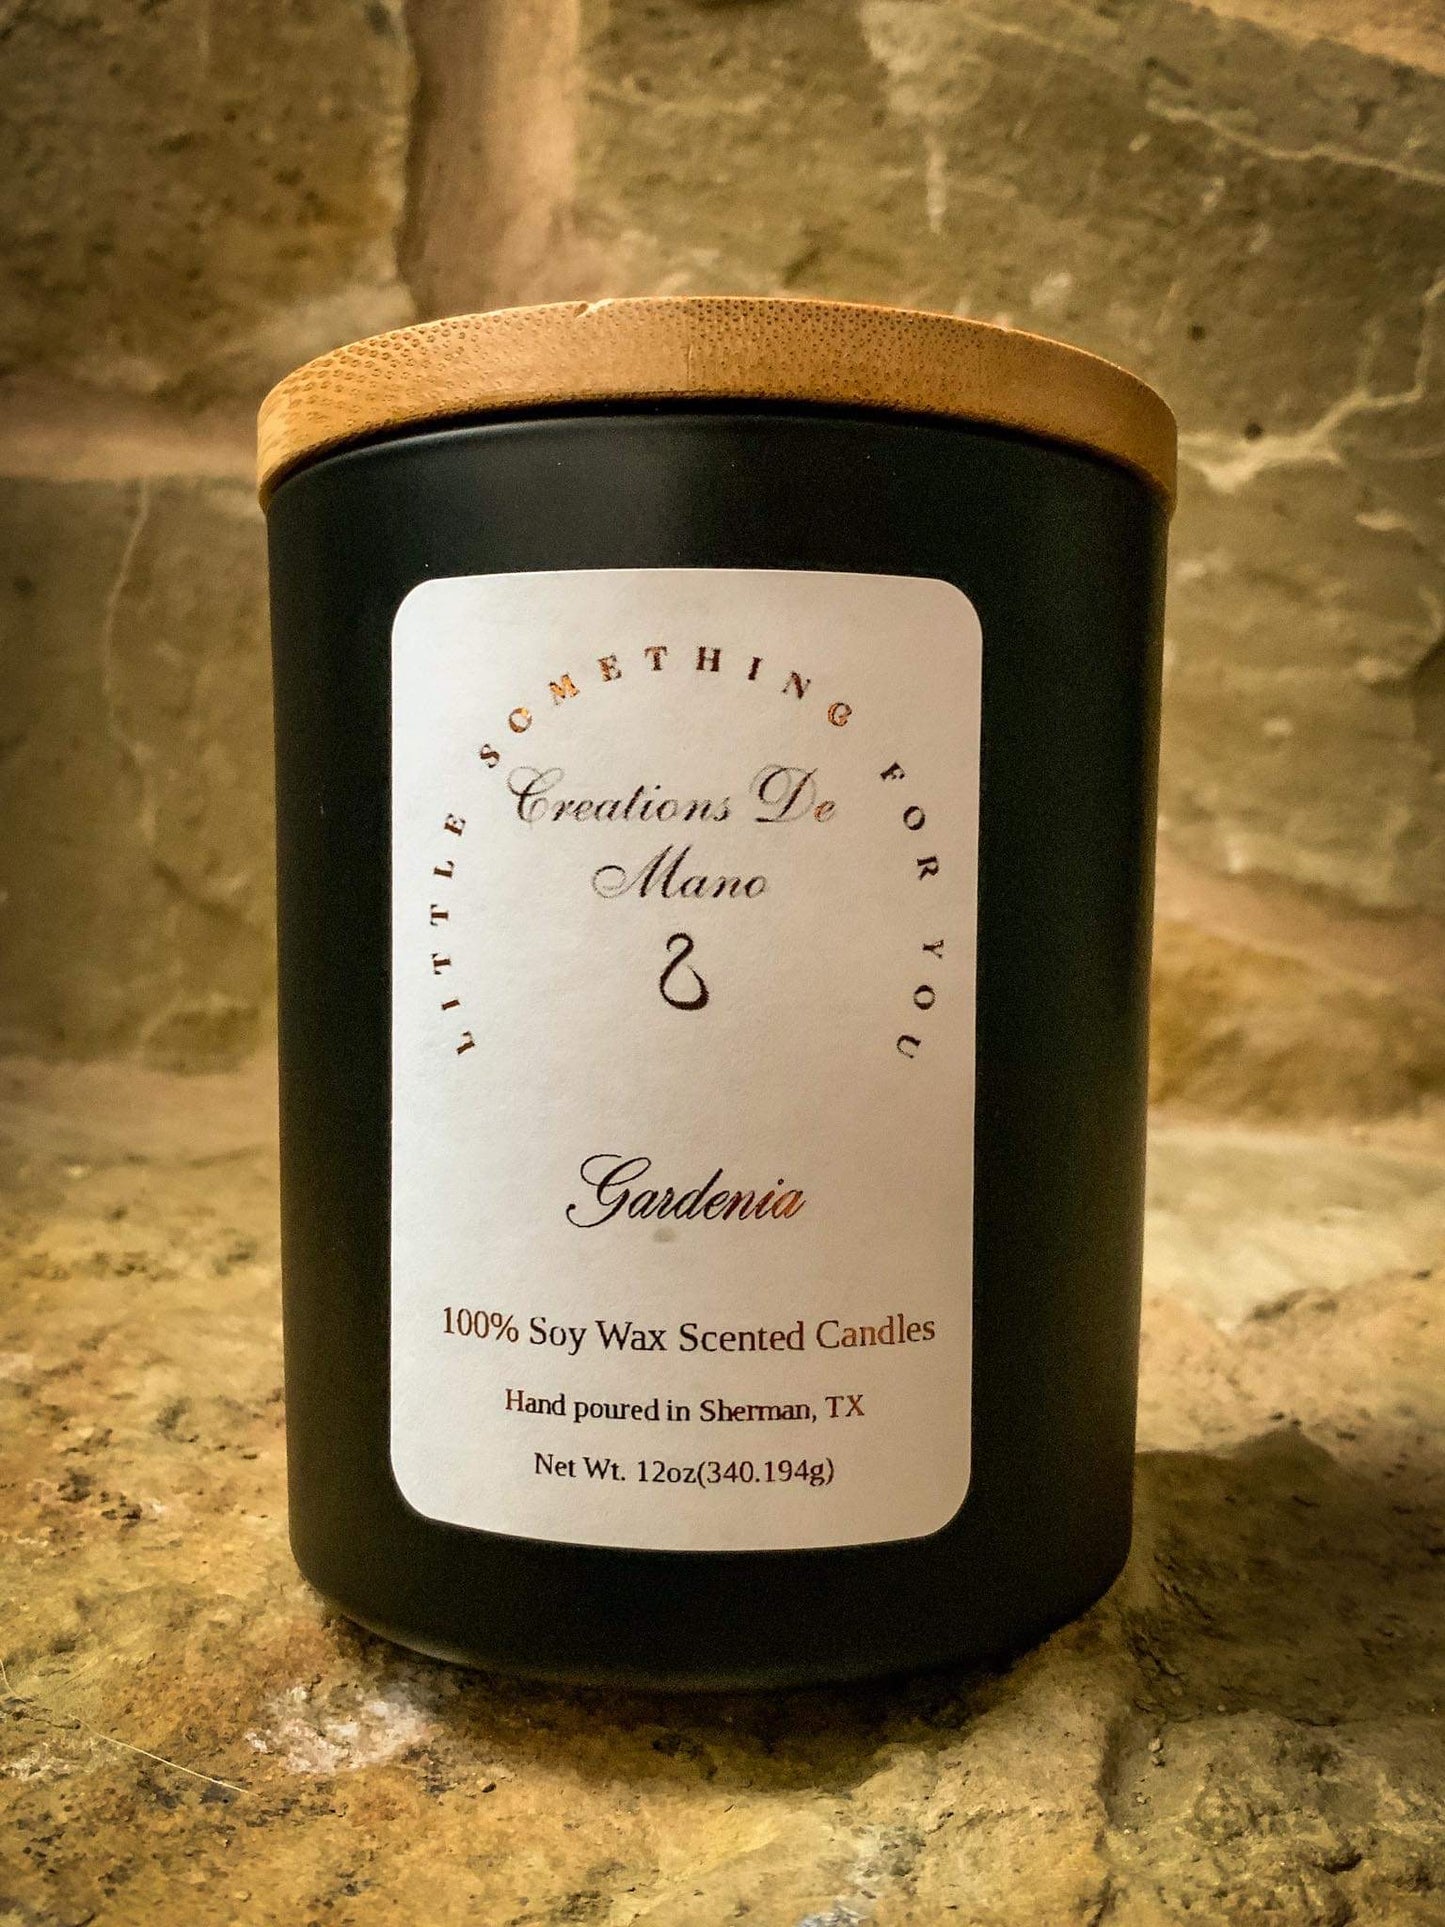 LITTLE SOMETHING FOR YOU
Creations De
Mano
Gardenia
100% Soy Wax Scented Candles
Hand poured in Sherman, TX
Net Wt. 12oz(340.194g)